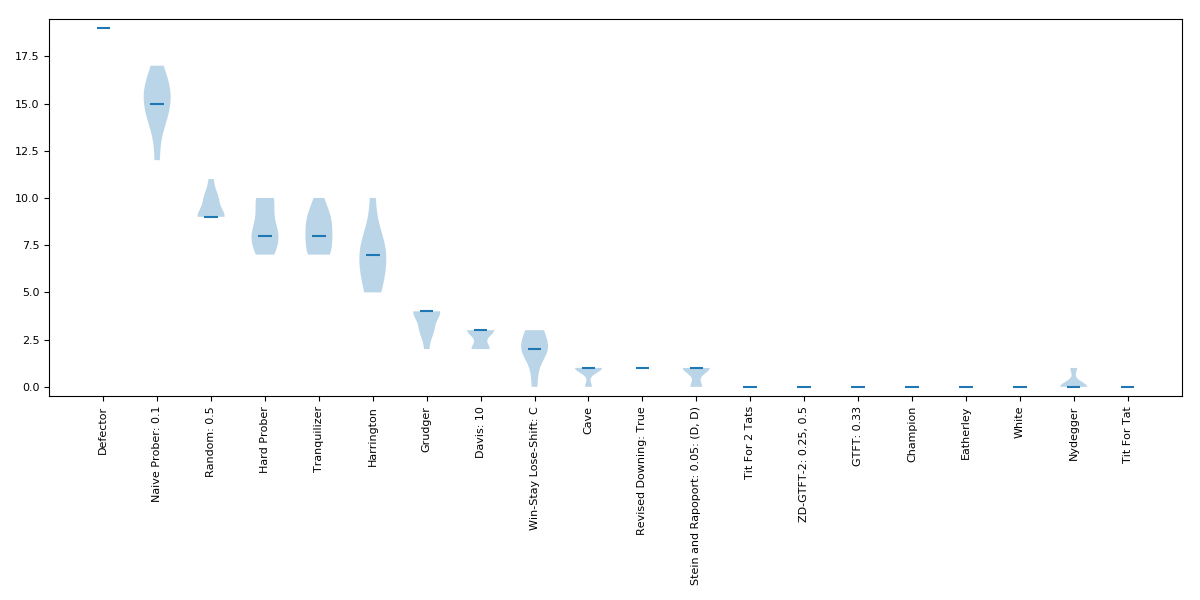 17.5
15.0
12.5
10.0
7.5
5.0
2.5
0.0
Defector
Naive Prober: 0.1
Random: 0.5
Hard Prober
Tranquilizer
Harrington
Grudger
Davis: 10
Win-Stay Lose-Shift: C
Cave
Revised Downing: True
Stein and Rapoport: 0.05: (D, D)
Tit For 2 Tats
ZD-GTFT-2: 0.25, 0.5
GTFT: 0.33
Champion
Eatherley
White
Nydegger
Tit For Tat